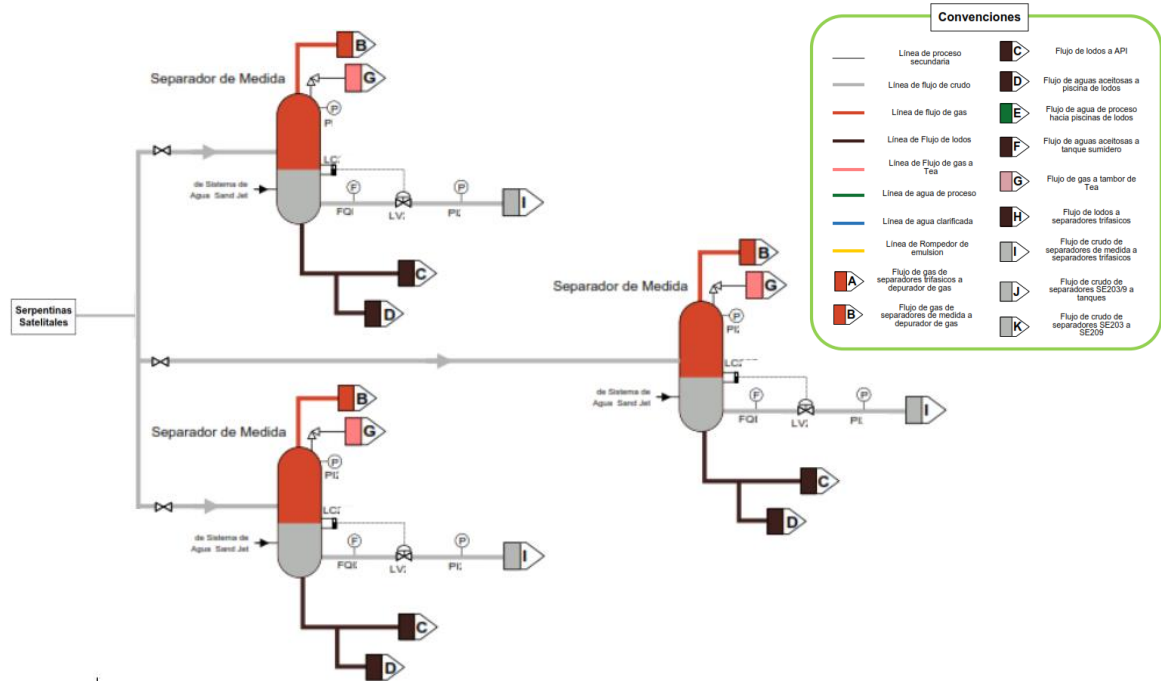 Convenciones
Línea de proceso
secundaria
Línea de flujo de crudo
Línea de flujo de gas
Línea de Flujo de lodos
Línea de Flujo de gas a
Tea
Línea de agua de proceso
Línea de agua clarificada
Línea de Rompedor de
emulsion
A
Flujo de gas de
separadores trifasicos a
depurador de gas
B
Flujo de gas de
separadores de medida a
depurador de gas
C
Flujo de lodos a API
D
Flujo de aguas aceitosas a
piscina de lodos
E
Flujo de agua de proceso
hacia piscinas de lodos
F
Flujo de aguas aceitosas a
tanque sumidero
G
Flujo de gas a tambor de
Tea
H
Flujo de lodos a
separadores trifasicos
I
Flujo de crudo de
separadores de medida a
separadores trifasicos
J
Flujo de crudo de
separadores SE203/9 a
tanques
K
Flujo de crudo de
separadores SE203 a
SE209
Serpentinas
Satelitales
B
Separador de Medida
G
P
LC
de Sistema de
Agua Sand Jet
F
P
I
C
D
B
Separador de Medida
G
P
LC
de Sistema de
Agua Sand Jet
F
P
I
C
D
B
Separador de Medida
G
P
LC
de Sistema de
Agua Sand Jet
F
P
I
C
D